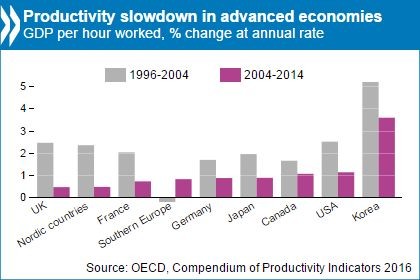 Productivity slowdown in advanced economies
GDP per hour worked, % change at annual rate
1996-2004
2004-2014
5
4
3
2
1
0
UK
Nordic countries
France
Southern Europe
Germany
Japan
Canada
USA
Korea
Source: OECD, Compendium of Productivity Indicators 2016